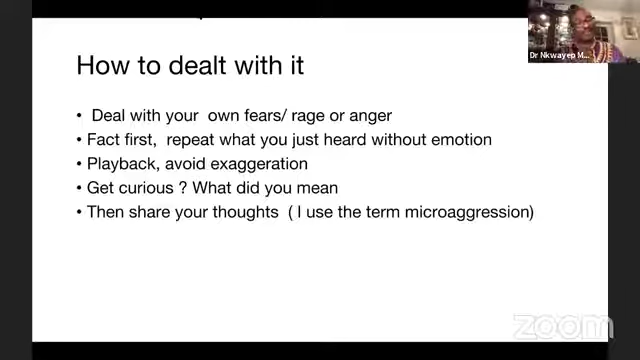 Dr Nkwayep M...
How to dealt with it
• Deal with your own fears/ rage or anger
• Fact first, repeat what you just heard without emotion
• Playback, avoid exaggeration
• Get curious ? What did you mean
• Then share your thoughts ( I use the term microaggression)
zoom